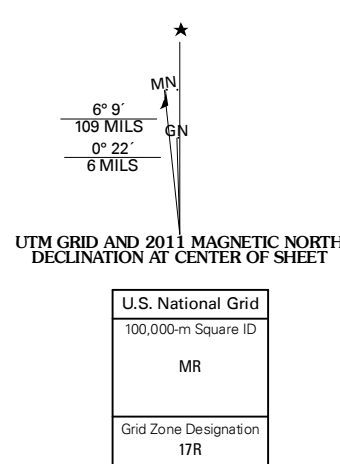 ★
MN
6° 9´
109 MILS
GN
0° 22´
6 MILS
UTM GRID AND 2011 MAGNETIC NORTH
DECLINATION AT CENTER OF SHEET
U.S. National Grid
100,000-m Square ID
MR
Grid Zone Designation
17R